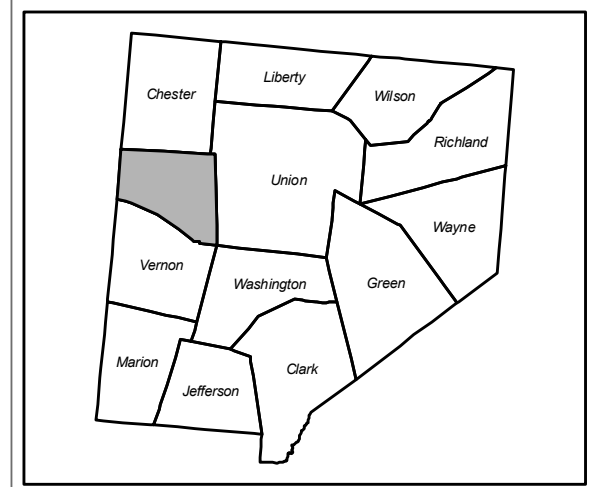 Liberty
Chester
Wilson
Richland
Union
Wayne
Vernon
Washington
Green
Marion
Clark
Jefferson